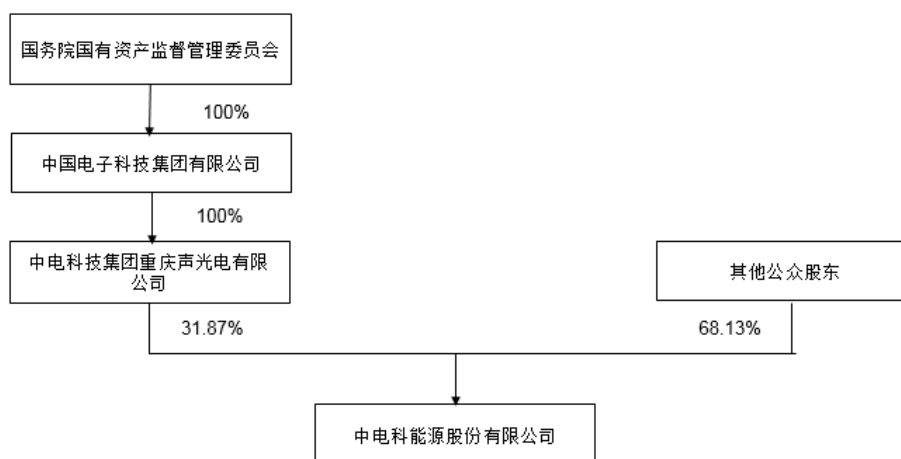 国务院国有资产监督管理委员会
100%
中国电子科技集团有限公司
100%
中电科技集团重庆声光电有限
公司
其他公众股东
31.87%
68.13%
中电科能源股份有限公司